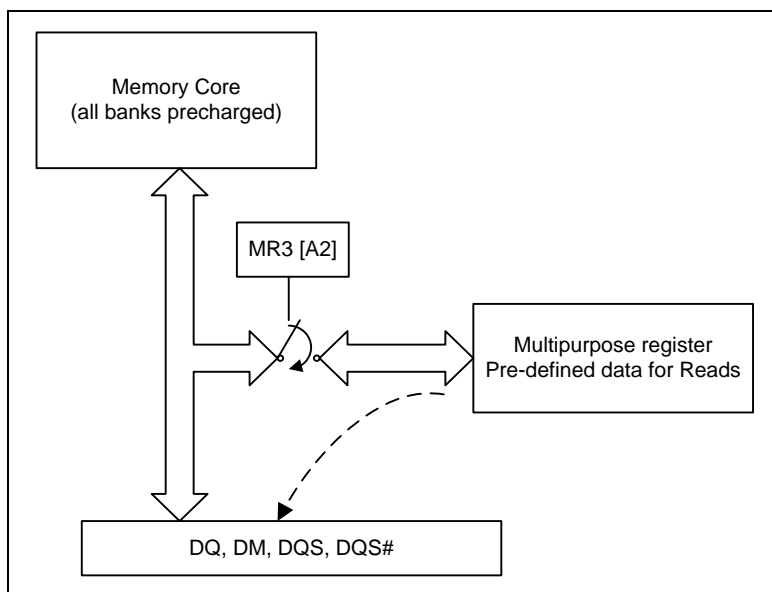 Memory Core
(all banks precharged)
MR3 [A2]
Multipurpose register
Pre-defined data for Reads
DQ, DM, DQS, DQS#